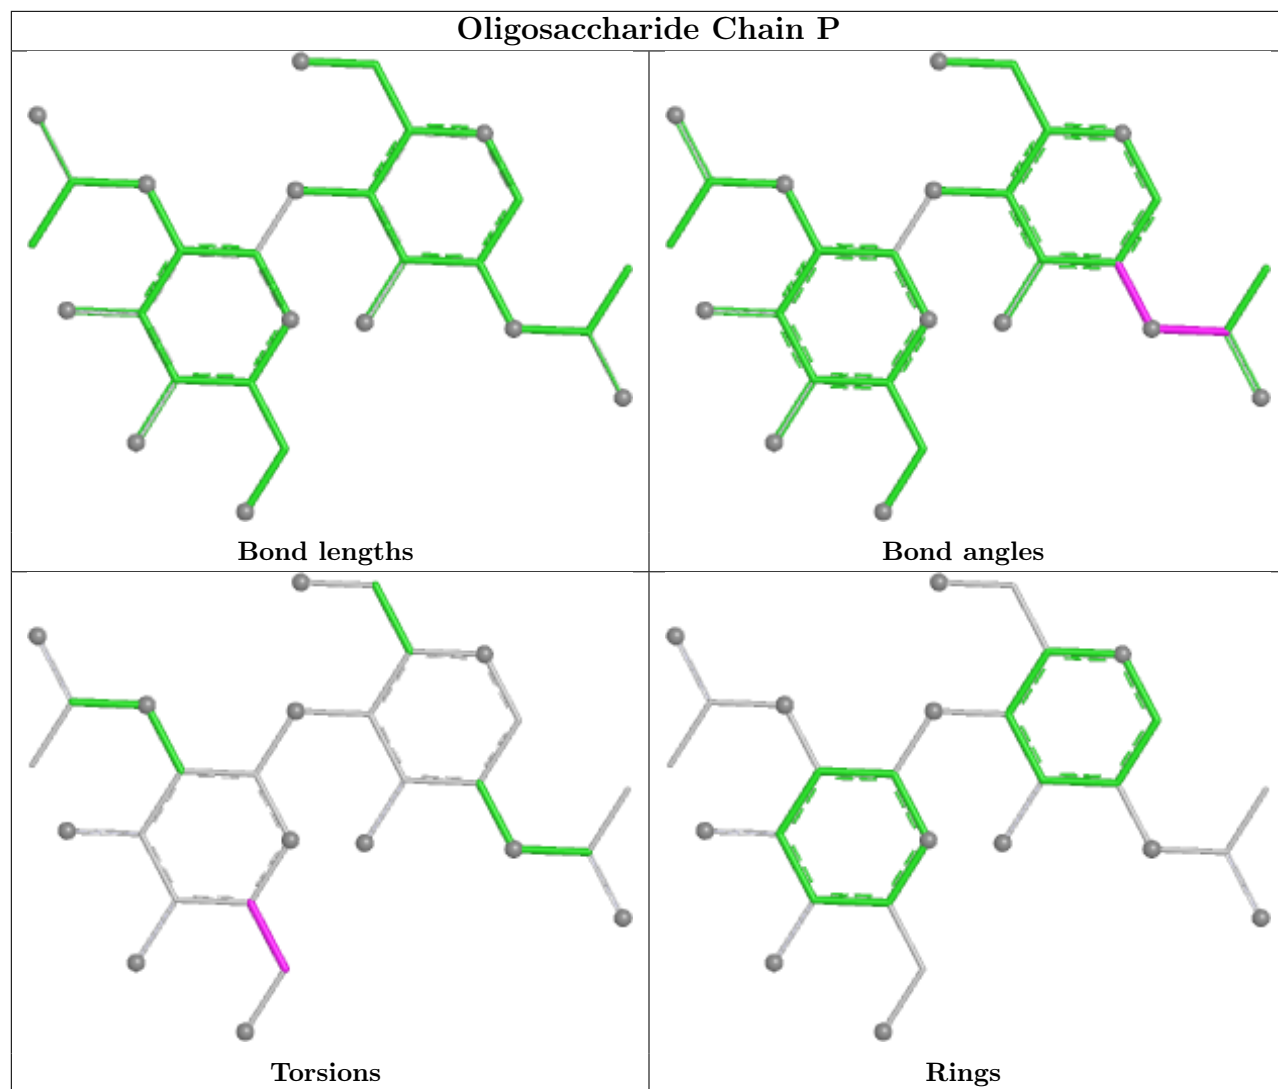 Oligosaccharide Chain P
Bond lengths
Bond angles
Torsions
Rings